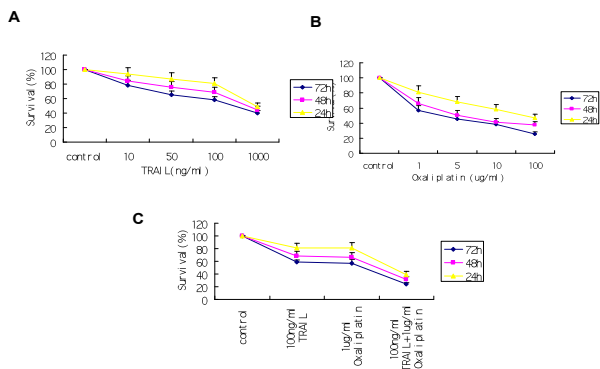 A
120
100
80
60
40
20
0
Survival (%)
control 10 50 100 1000
TRAIL(ng/ml)
72h
48h
24h
B
120
100
80
60
40
20
0
control 1 5 10 100
Oxaliplatin (ug/ml)
72h
48h
24h
C
120
100
80
60
40
20
0
Survival (%)
control
100ng/ml
TRAIL
1ug/ml
Oxaliplatin
100ng/ml
TRAIL+1ug/ml
Oxaliplatin
72h
48h
24h